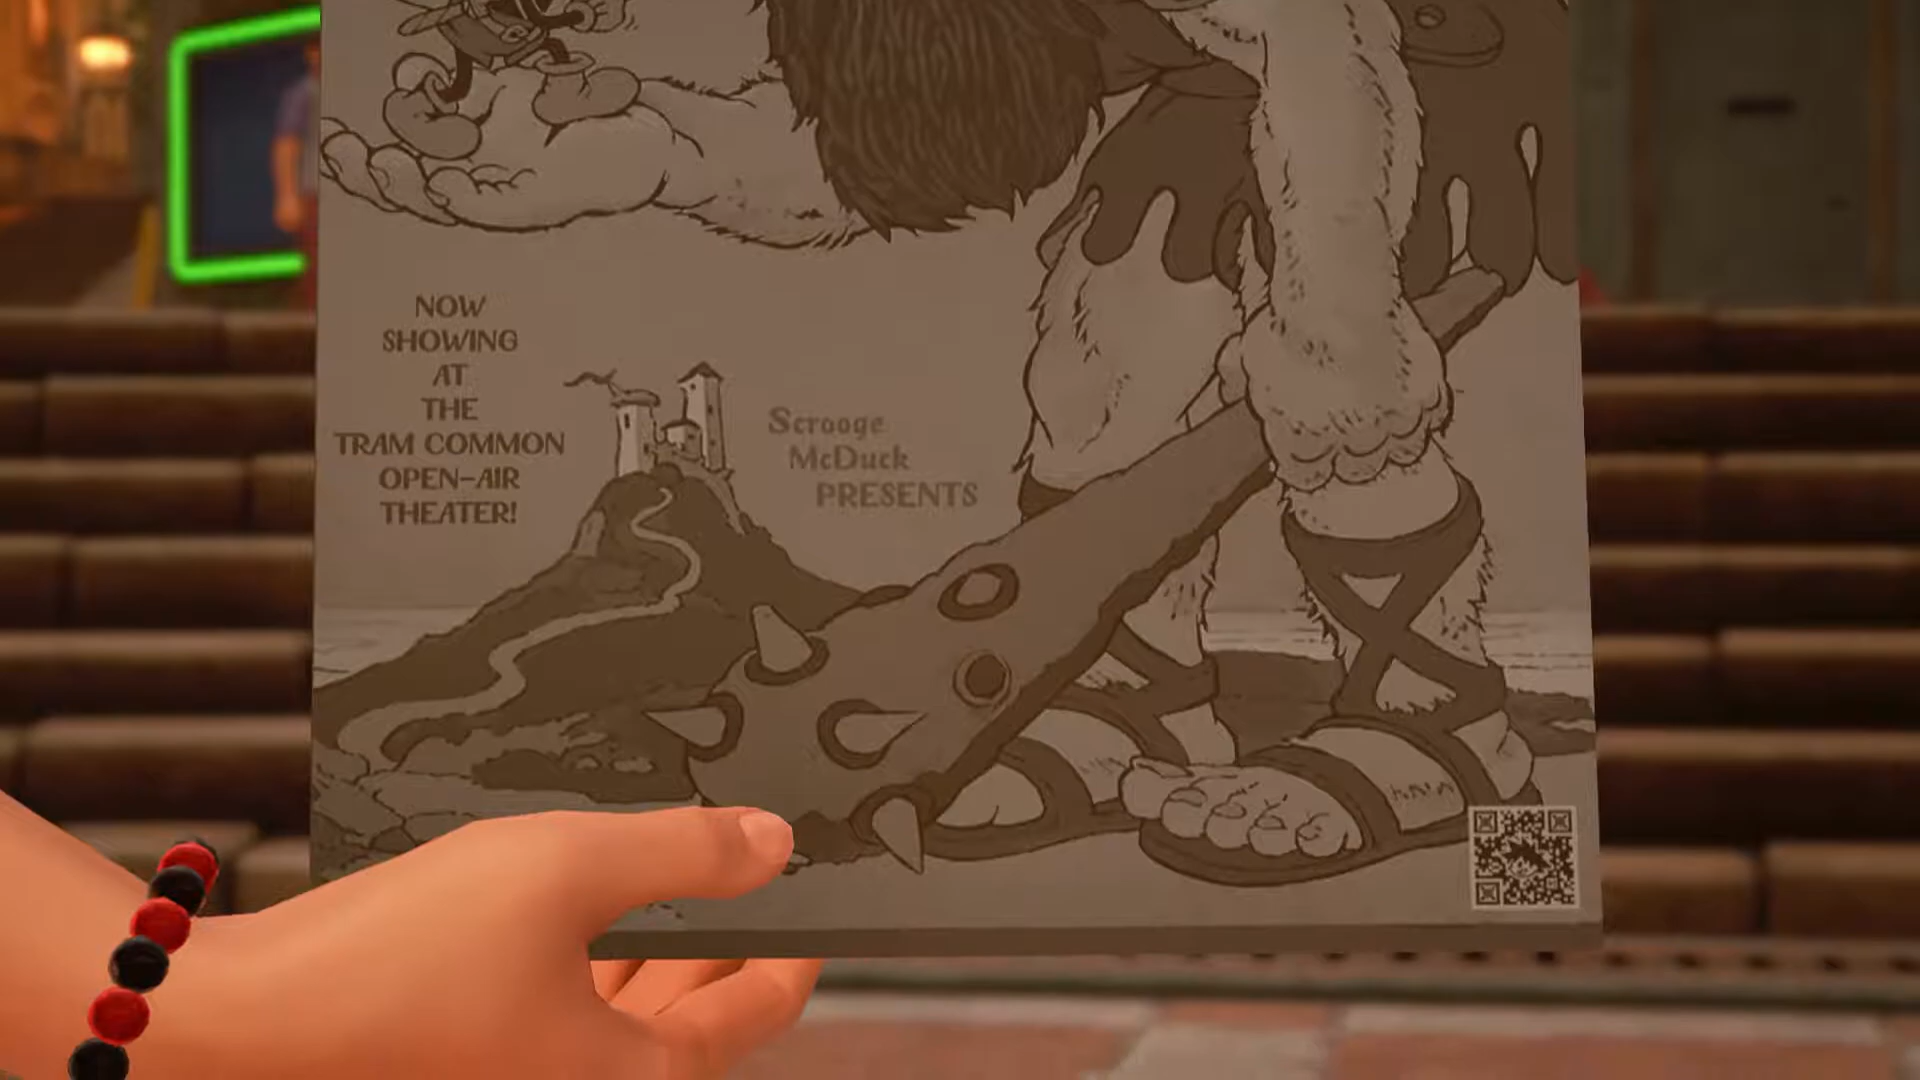 NOW
SHOWING
AT
THE
TRAM COMMON
OPEN-AIR
THEATER!
Scrooge
McDuck
PRESENTS